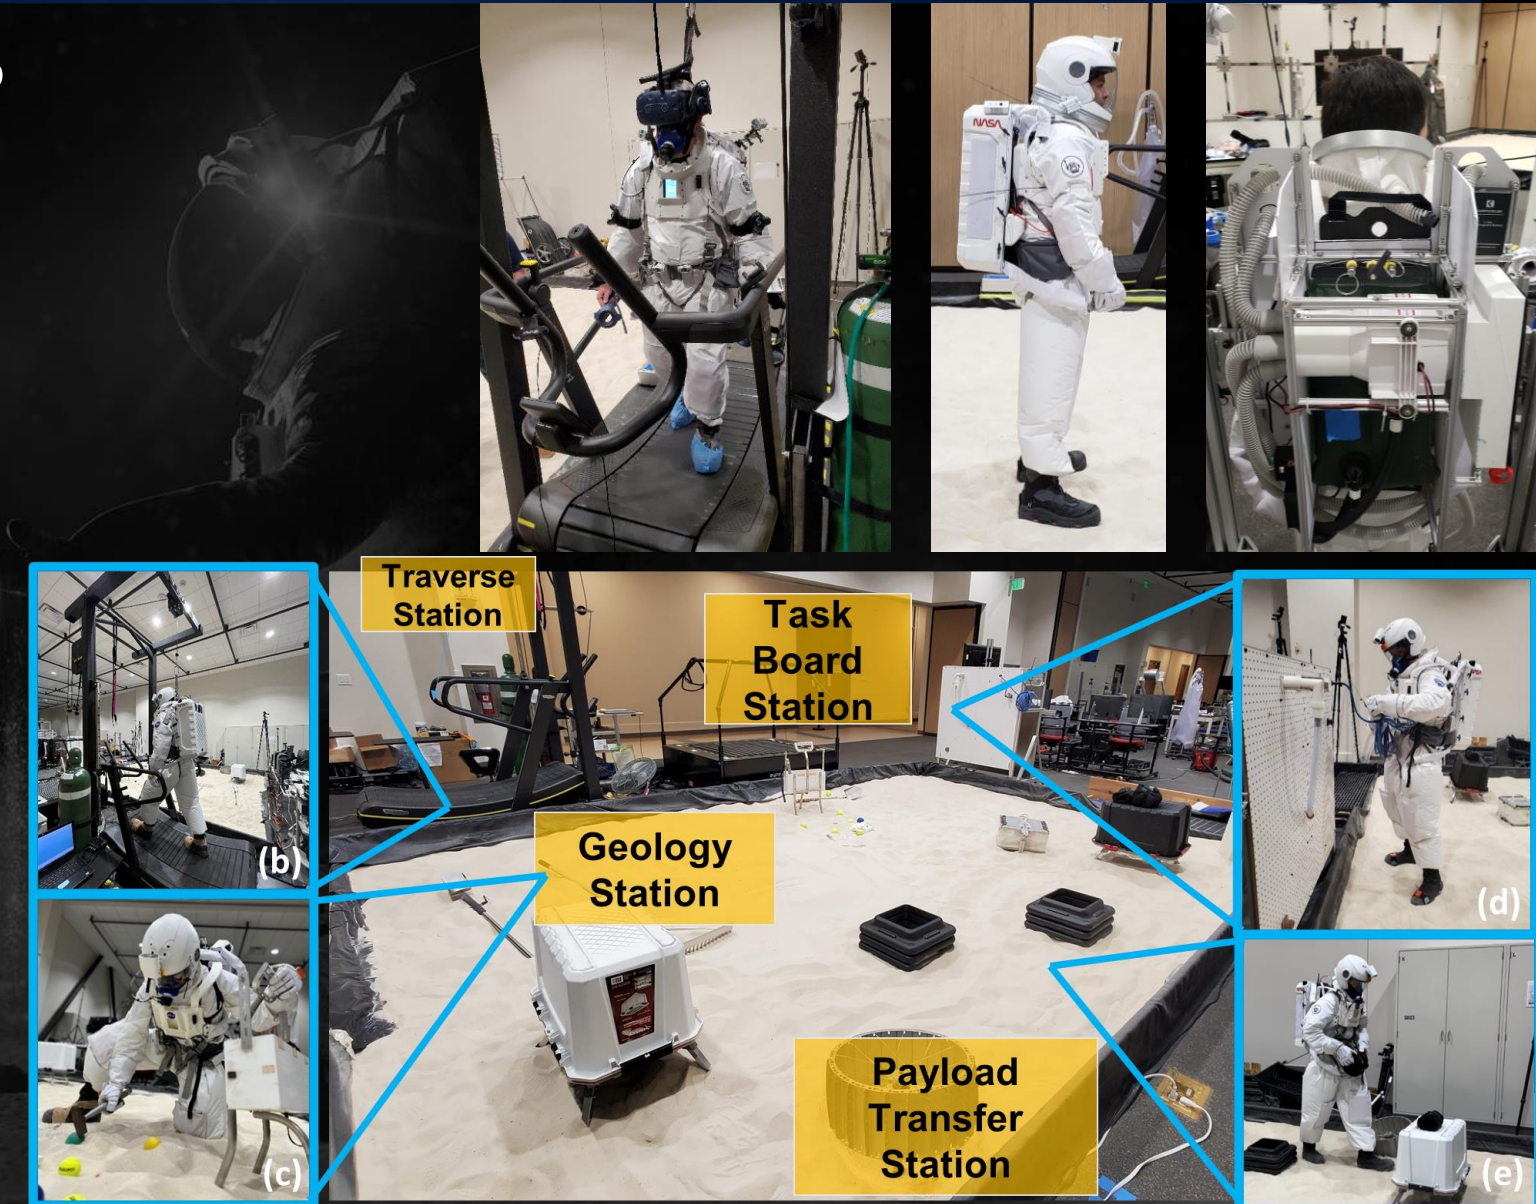 )
NASA
Traverse
Station
Task
Board
Station
Geology
Station
Payload
Transfer
Station
(b)
(c)
(d)
(e)